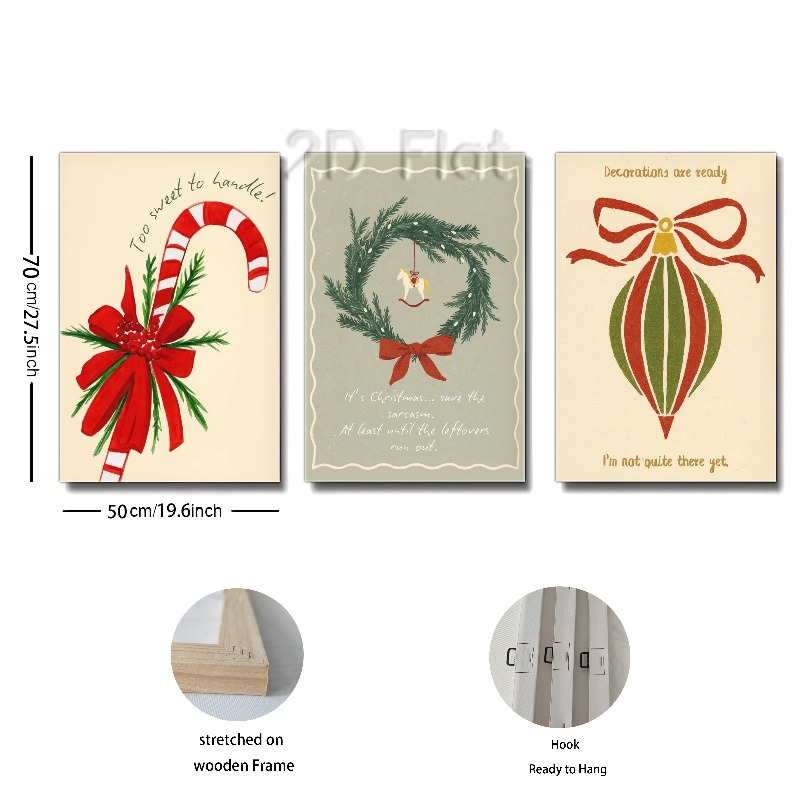 2D Flat
Too sweet to handle!
It's Christmas... save the
sarcasm.
At least until the leftovers
run out.
Decorations are ready
I'm not quite there yet.
70 cm/27.5inch
50 cm/19.6inch
stretched on
wooden Frame
Hook
Ready to Hang